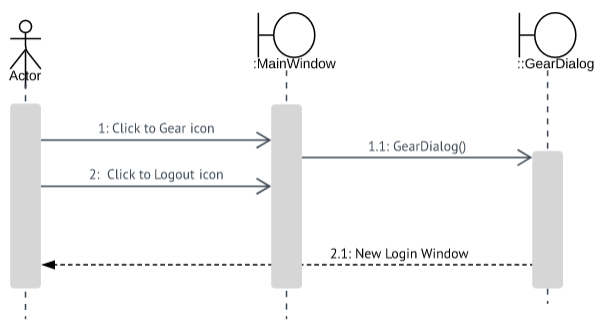 Actor
:MainWindow
::GearDialog
1: Click to Gear icon
1.1: GearDialog()
2:  Click to Logout icon
2.1: New Login Window